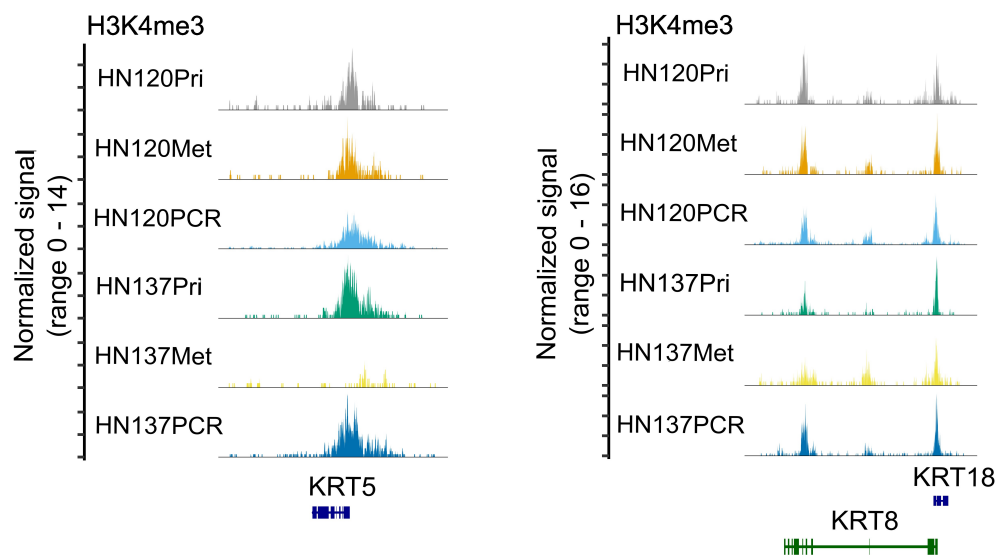 H3K4me3
Normalized signal
(range 0 - 14)
HN120Pri
HN120Met
HN120PCR
HN137Pri
HN137Met
HN137PCR
KRT5
H3K4me3
Normalized signal
(range 0 - 16)
HN120Pri
HN120Met
HN120PCR
HN137Pri
HN137Met
HN137PCR
KRT18
KRT8